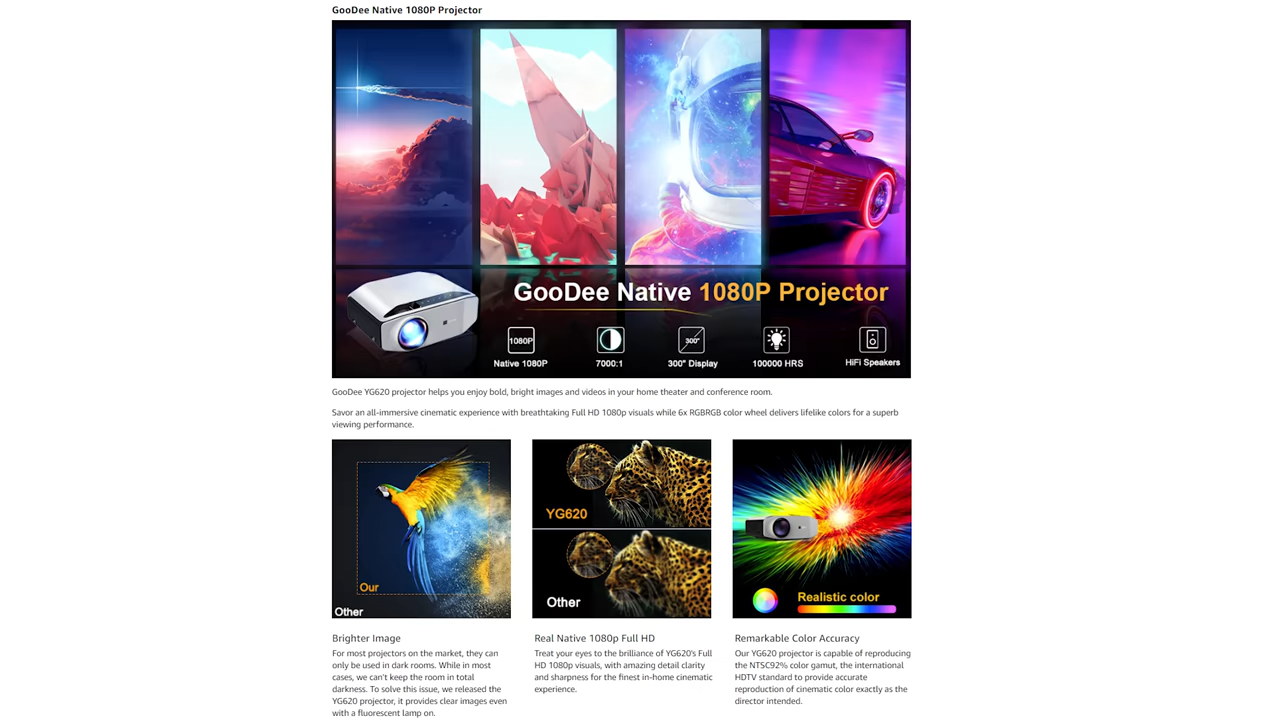 GooDee Native 1080P Projector
GooDee Native 1080P Projector
1080P
300"
Native 1080P
7000:1
300" Display
100000 HRS
HiFi Speakers
GooDee YG620 projector helps you enjoy bold, bright images and videos in your home theater and conference room.
Savor an all-immersive cinematic experience with breathtaking Full HD 1080p visuals while 6x RGBRGB color wheel delivers lifelike colors for a superb
viewing performance.
Our
Other
YG620
Other
Realistic color
Brighter Image
For most projectors on the market, they can
only be used in dark rooms. While in most
cases, we can't keep the room in total
darkness. To solve this issue, we released the
YG620 projector, it provides clear images even
with a fluorescent lamp on.
Real Native 1080p Full HD
Treat your eyes to the brilliance of YG620's Full
HD 1080p visuals, with amazing detail clarity
and sharpness for the finest in-home cinematic
experience.
Remarkable Color Accuracy
Our YG620 projector is capable of reproducing
the NTSC92% color gamut, the international
HDTV standard to provide accurate
reproduction of cinematic color exactly as the
director intended.